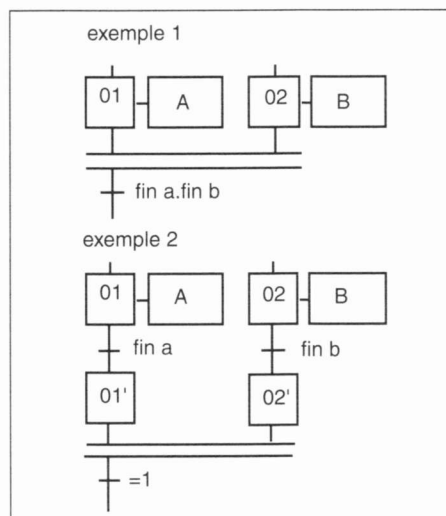 exemple 1
01 A 02 B
fin a.fin b
exemple 2
01 A 02 B
fin a fin b
01' 02'
=1